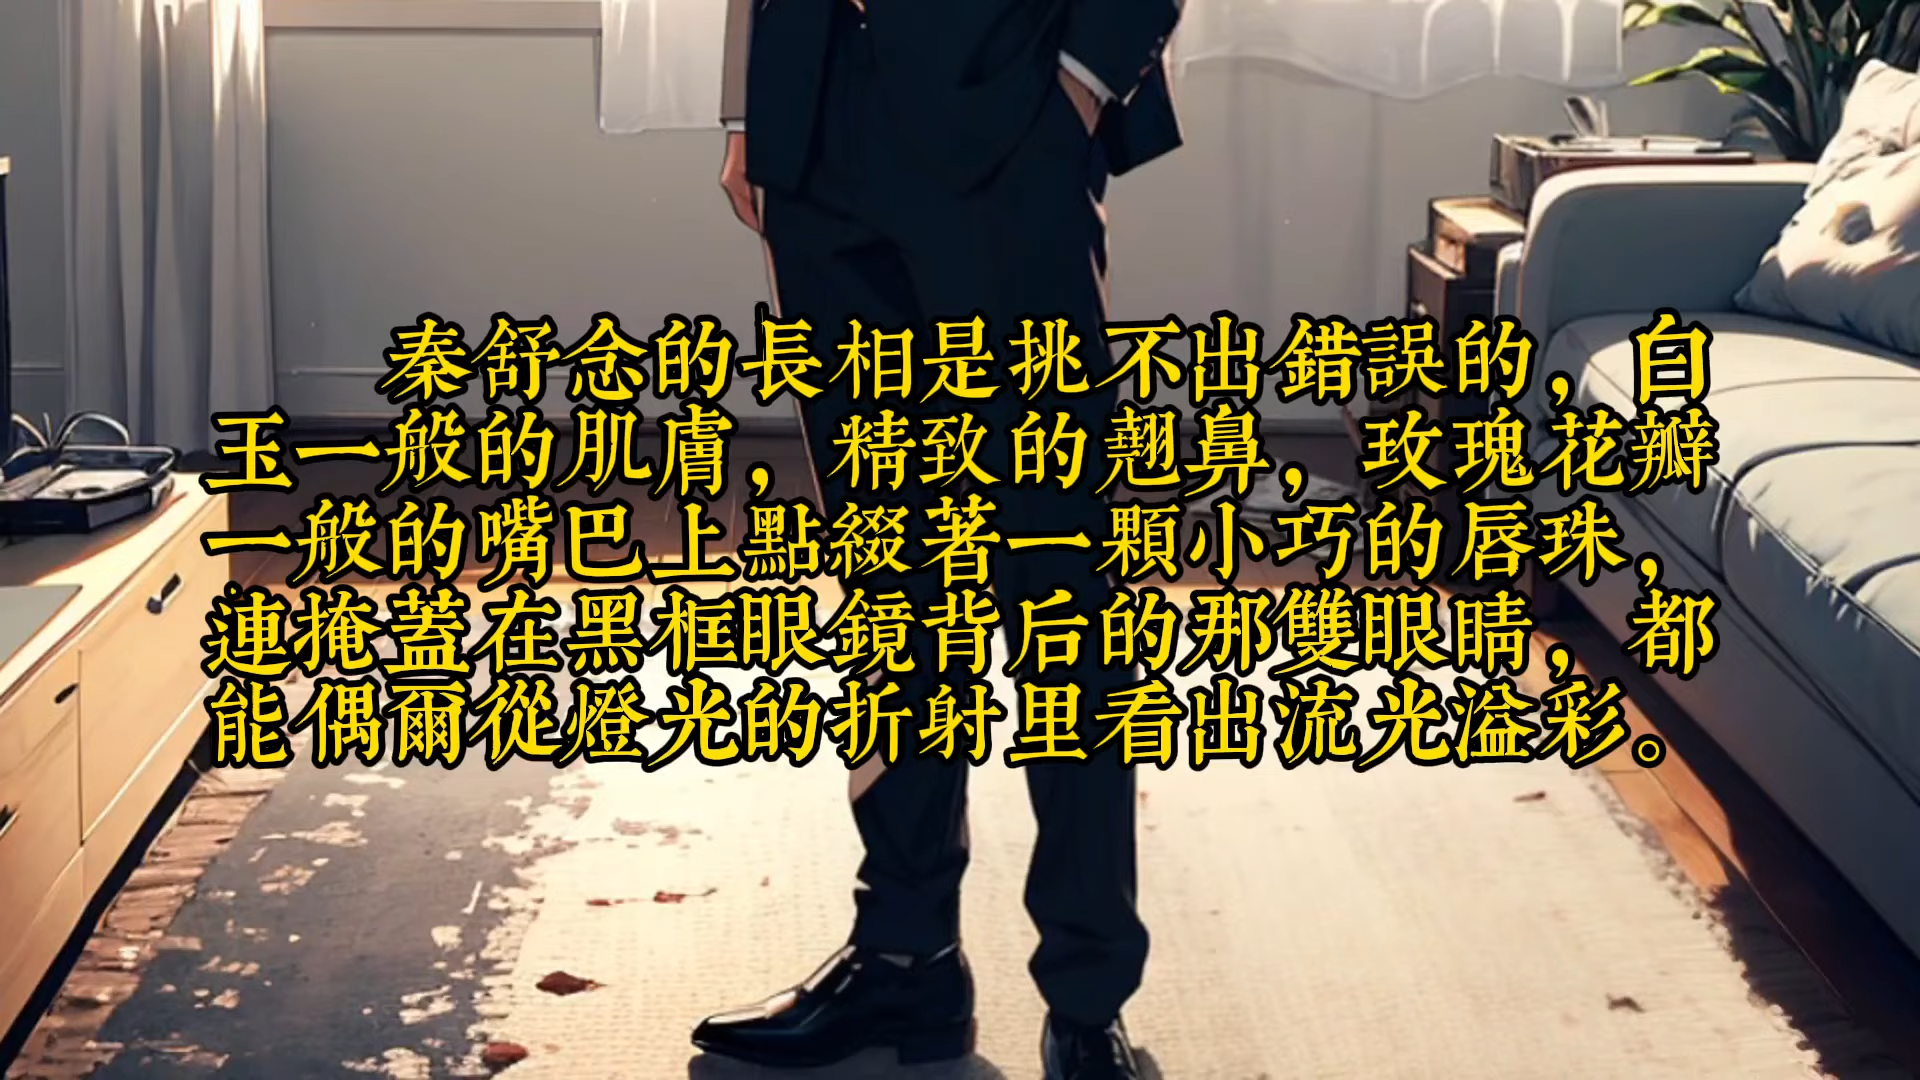 秦舒念的長相是挑不出錯誤的，白
玉一般的肌膚，精致的翹鼻，玫瑰花瓣
一般的嘴巴上點綴著一顆小巧的唇珠，
連掩蓋在黑框眼鏡背后的那雙眼睛，都
能偶爾從燈光的折射里看出流光溢彩。